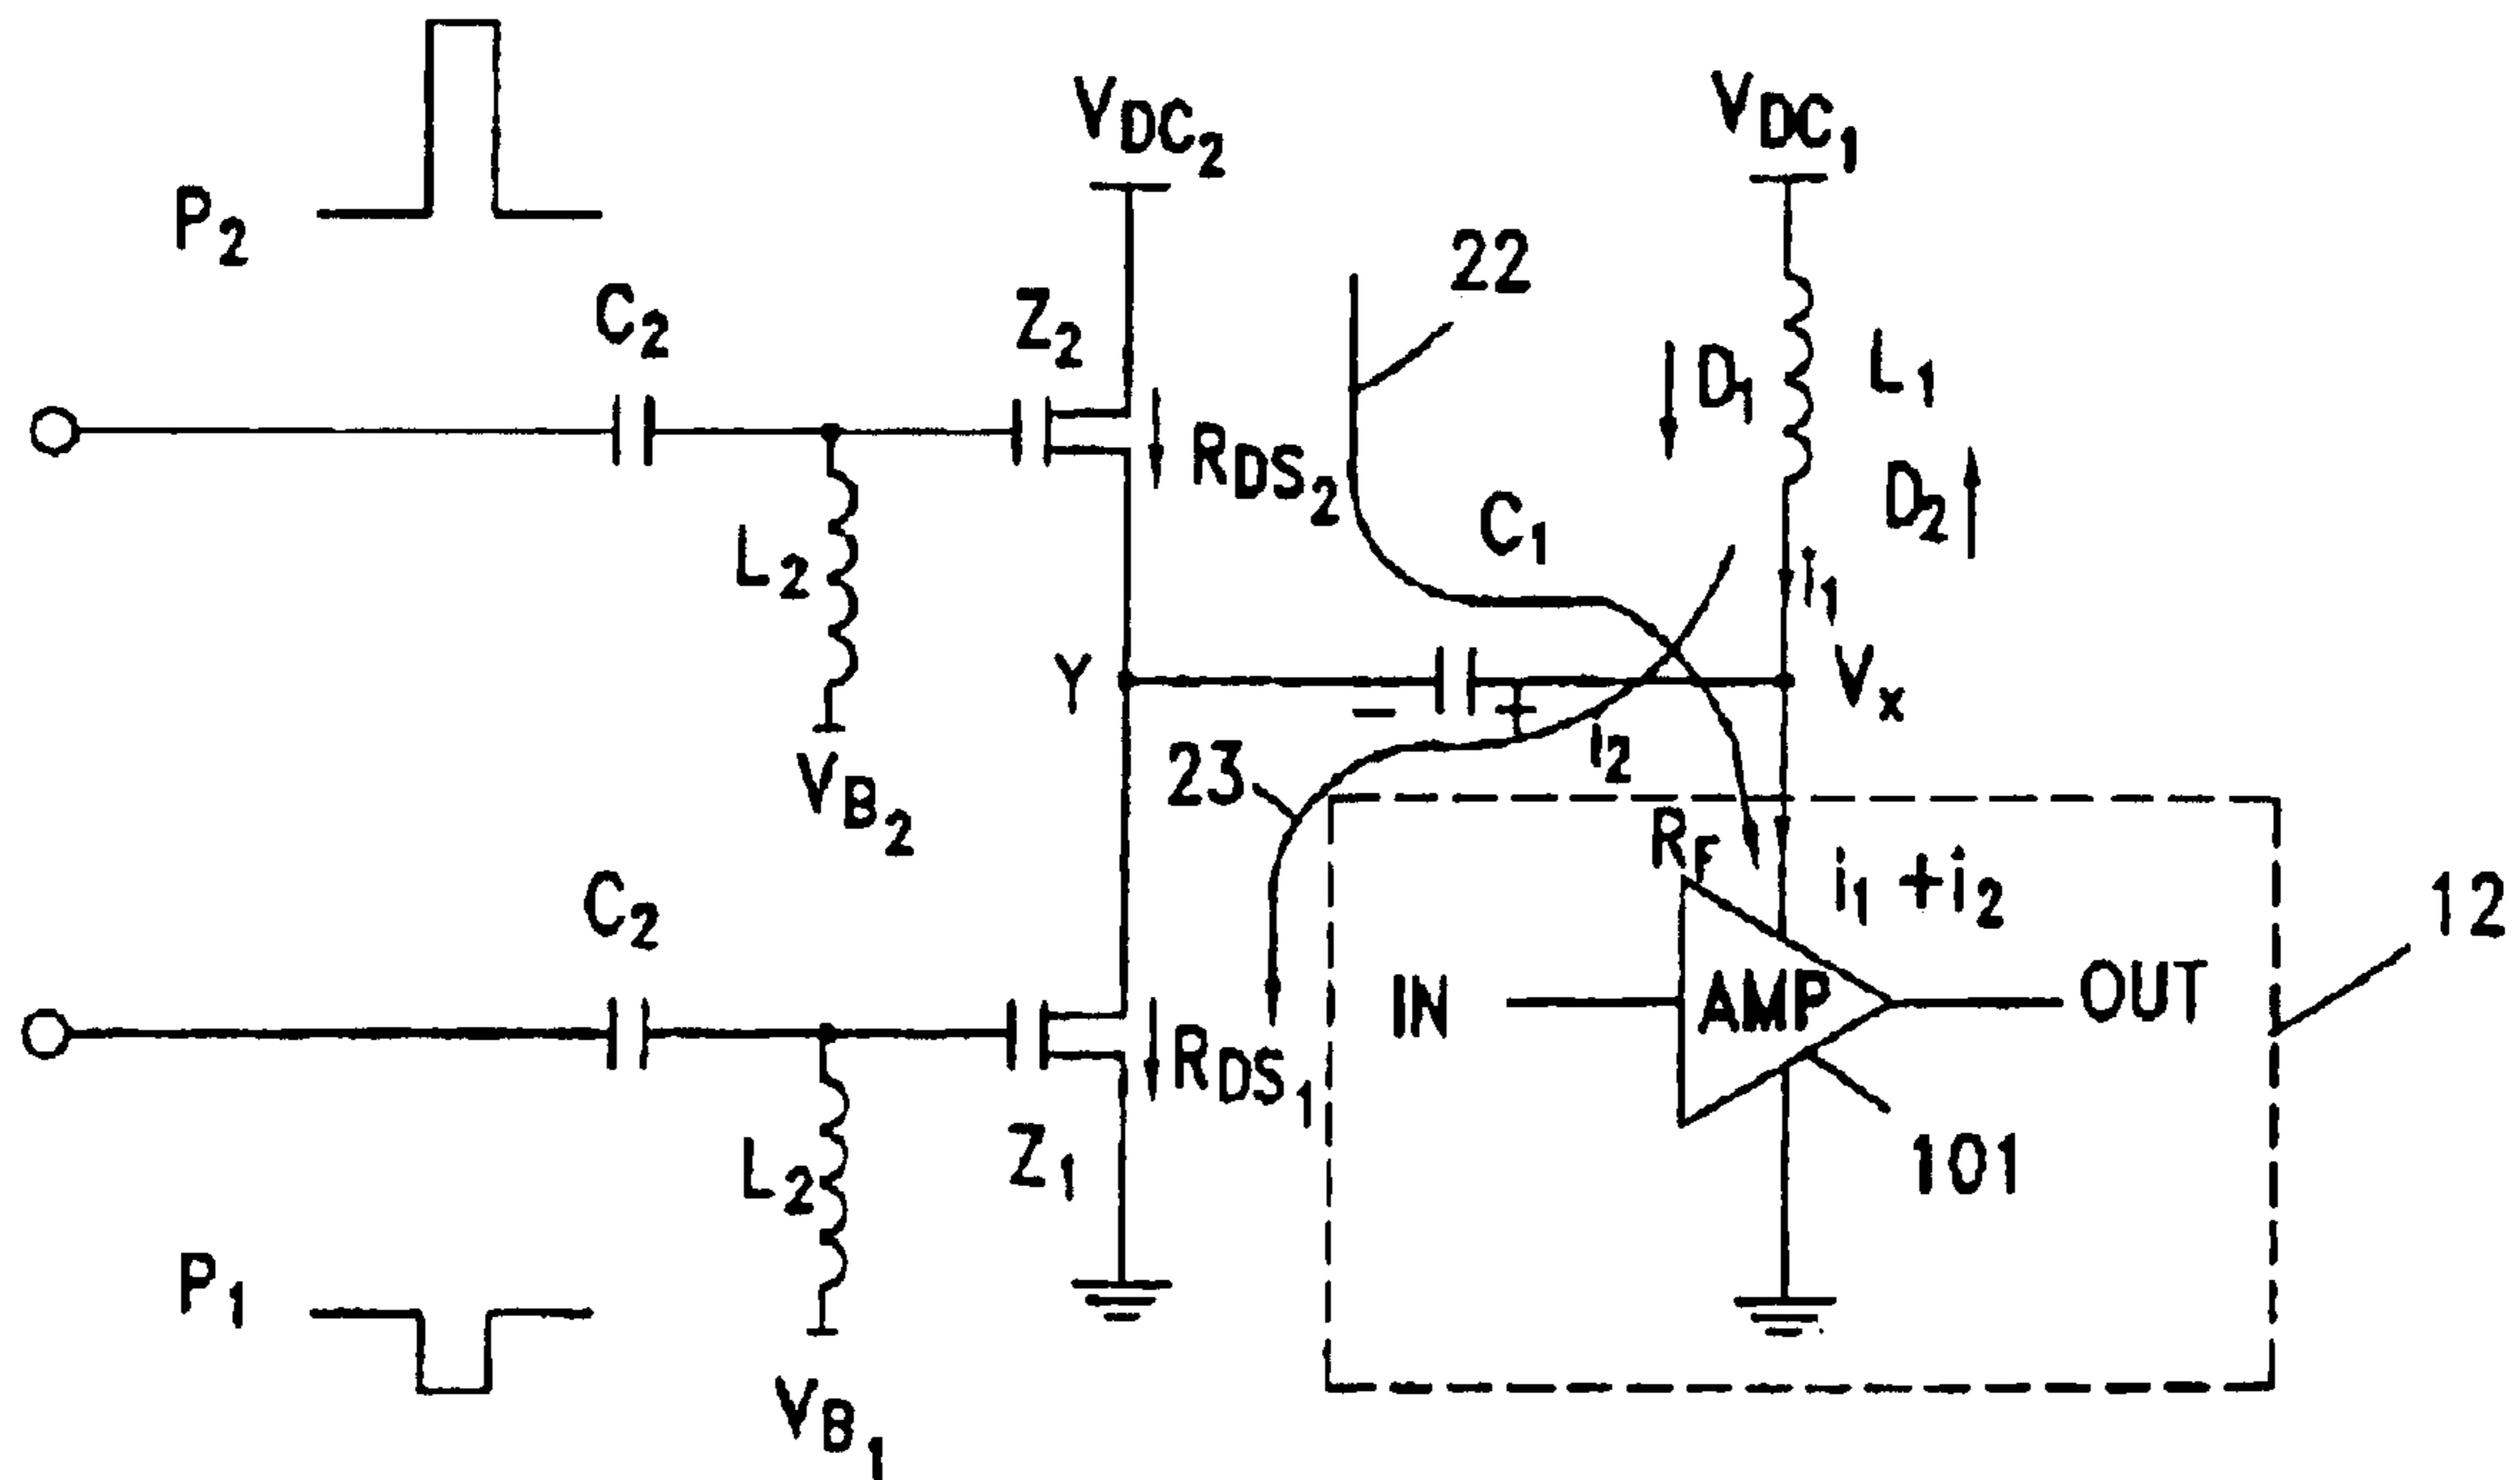 P2
VDC2
VDC1
22
C2
Z2
RDS2
D1
L1
D2
C1
i1
L2
Y
Vx
− +
i2
23
VB2
RF
i1 +i2
12
C2
IN
AMP
OUT
RDS1
L2
Z1
101
P1
VB1